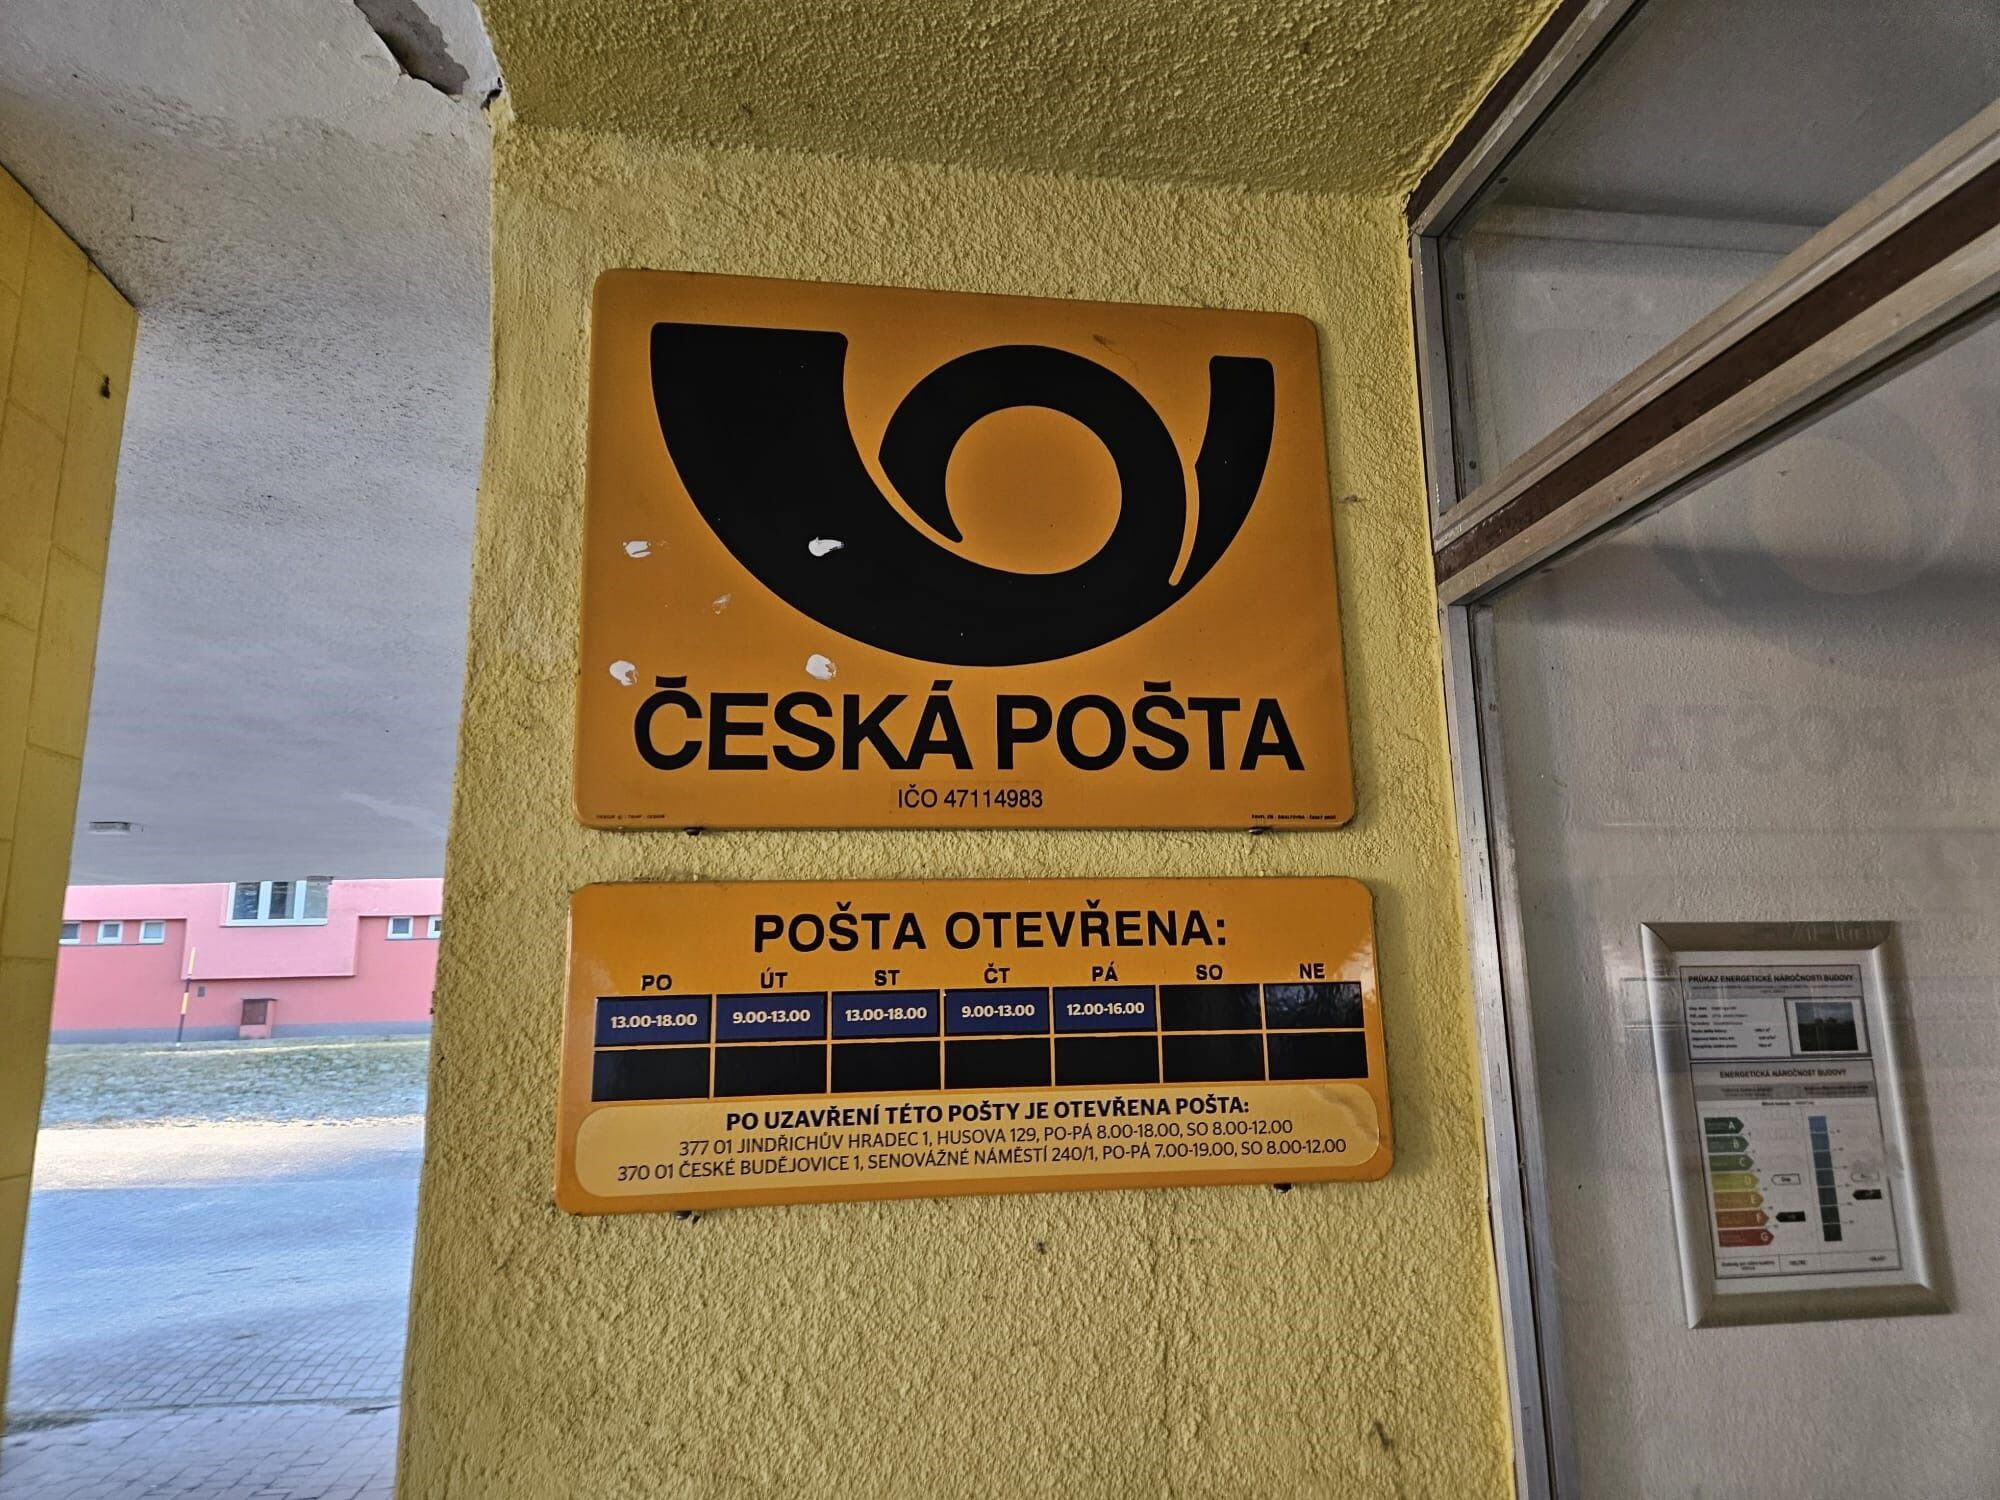 ČESKÁ POŠTA
IČO 47114983
POŠTA OTEVŘENA:
PO ÚT ST ČT PÁ SO NE
13.00-18.00 9.00-13.00 13.00-18.00 9.00-13.00 12.00-16.00
PO UZAVŘENÍ TÉTO POŠTY JE OTEVŘENA POŠTA:
377 01 JINDŘICHŮV HRADEC 1, HUSOVA 129, PO-PÁ 8.00-18.00, SO 8.00-12.00
370 01 ČESKÉ BUDĚJOVICE 1, SENOVÁŽNÉ NÁMĚSTÍ 240/1, PO-PÁ 7.00-19.00, SO 8.00-12.00
PRŮKAZ ENERGETICKÉ NÁROČNOSTI BUDOVY
ENERGETICKÁ NÁROČNOST BUDOVY
A
B
C
D
E
F
G